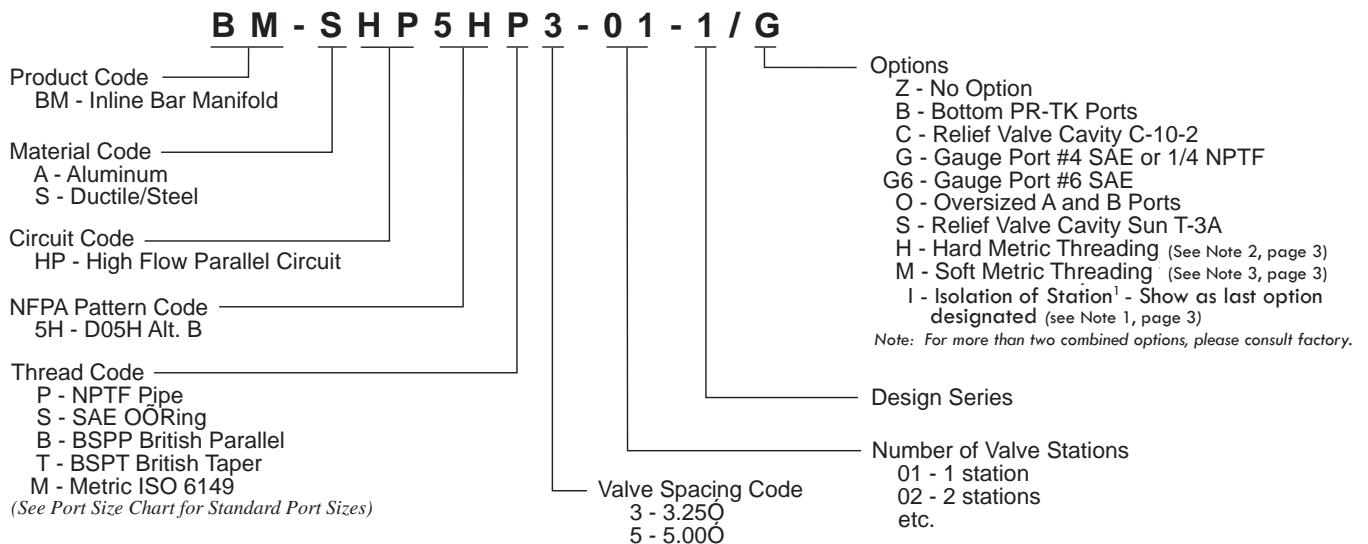 BM-SHP5HP3-01-1/G
Product Code
BM - Inline Bar Manifold
Material Code
A - Aluminum
S - Ductile/Steel
Circuit Code
HP - High Flow Parallel Circuit
NFPA Pattern Code
5H - D05H Alt. B
Thread Code
P - NPTF Pipe
S - SAE OÕRing
B - BSPP British Parallel
T - BSPT British Taper
M - Metric ISO 6149
(See Port Size Chart for Standard Port Sizes)
Valve Spacing Code
3 - 3.25Ó
5 - 5.00Ó
Options
Z - No Option
B - Bottom PR-TK Ports
C - Relief Valve Cavity C-10-2
G - Gauge Port #4 SAE or 1/4 NPTF
G6 - Gauge Port #6 SAE
O - Oversized A and B Ports
S - Relief Valve Cavity Sun T-3A
H - Hard Metric Threading (See Note 2, page 3)
M - Soft Metric Threading (See Note 3, page 3)
I - Isolation of Station¹ - Show as last option
designated (see Note 1, page 3)
Note: For more than two combined options, please consult factory.
Design Series
Number of Valve Stations
01 - 1 station
02 - 2 stations
etc.